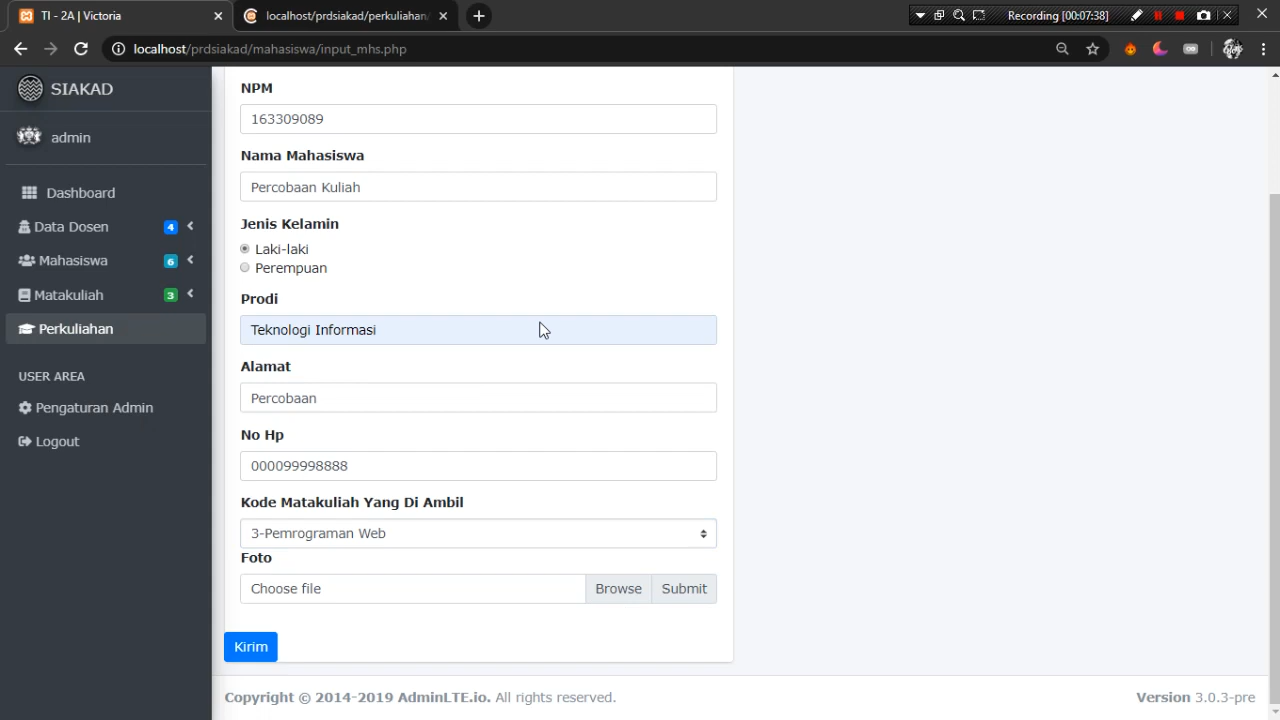 TI - 2A | Victoria
localhost/prdsiakad/perkuliahan/
Recording [00:07:38]
localhost/prdsiakad/mahasiswa/input_mhs.php
SIAKAD
admin
Dashboard
Data Dosen 4
Mahasiswa 6
Matakuliah 3
Perkuliahan
USER AREA
Pengaturan Admin
Logout
NPM
163309089
Nama Mahasiswa
Percobaan Kuliah
Jenis Kelamin
Laki-laki
Perempuan
Prodi
Teknologi Informasi
Alamat
Percobaan
No Hp
000099998888
Kode Matakuliah Yang Di Ambil
3-Pemrograman Web
Foto
Choose file Browse Submit
Kirim
Copyright © 2014-2019 AdminLTE.io. All rights reserved.
Version 3.0.3-pre